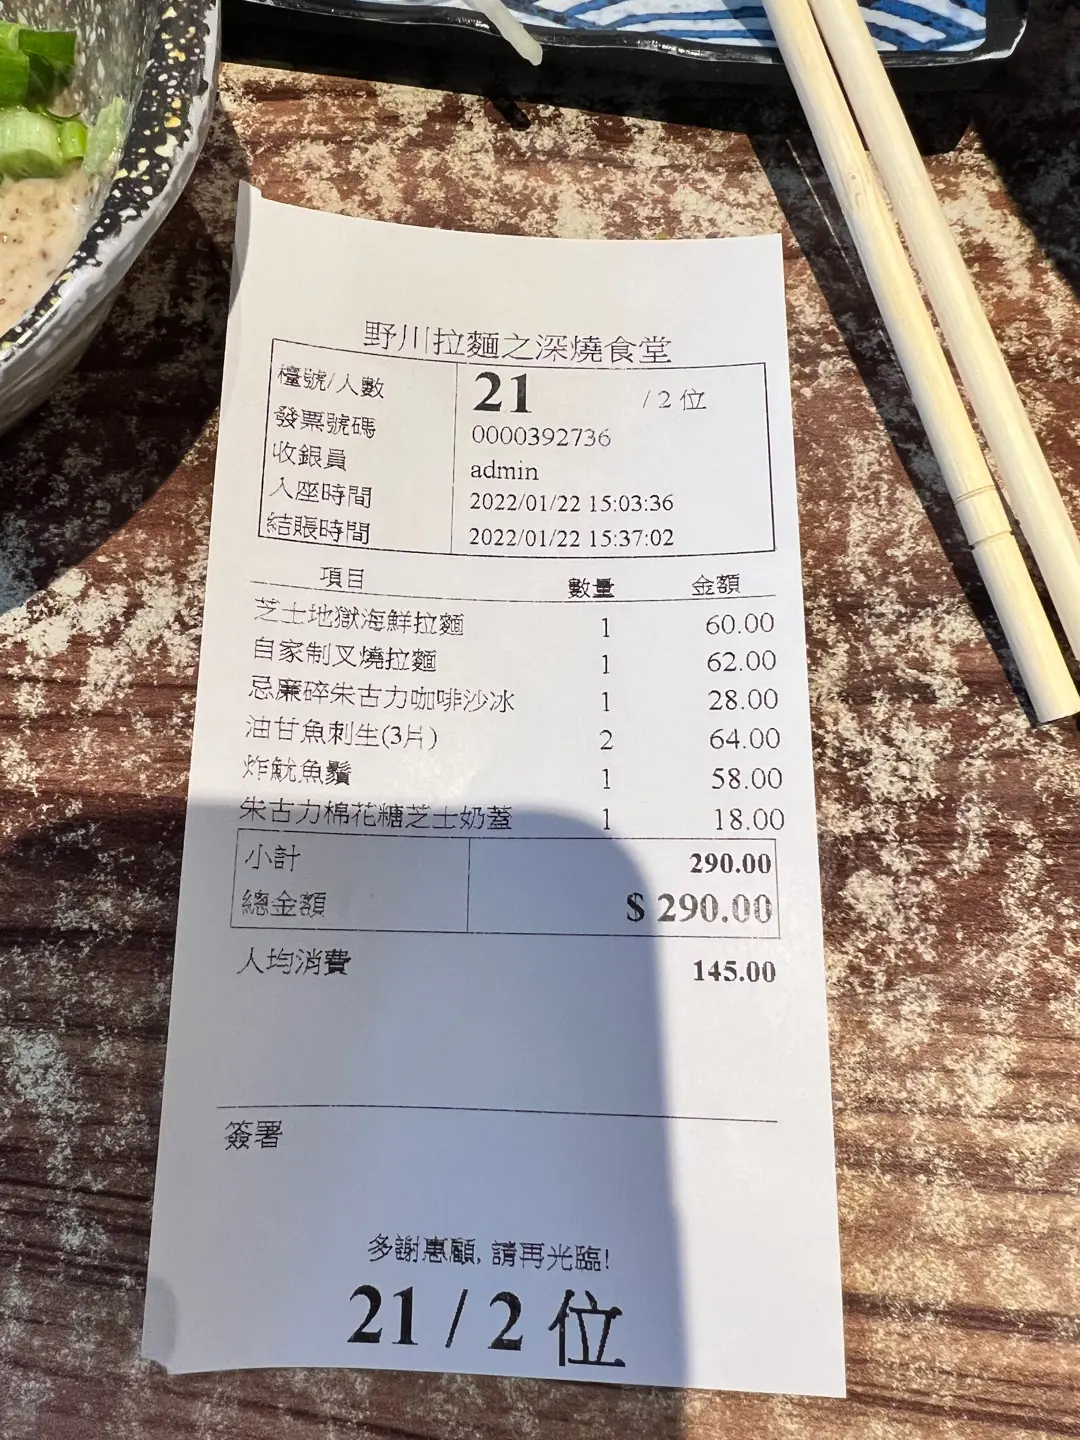 野川拉麵之深燒食堂
檯號/人數 21 /2位
發票號碼 0000392736
收銀員 admin
入座時間 2022/01/22 15:03:36
結賬時間 2022/01/22 15:37:02
項目 數量 金額
芝士地獄海鮮拉麵 1 60.00
自家制叉燒拉麵 1 62.00
忌廉碎朱古力咖啡沙冰 1 28.00
油甘魚刺生(3片) 2 64.00
炸魷魚鬚 1 58.00
朱古力棉花糖芝士奶蓋 1 18.00
小計 290.00
總金額 $ 290.00
人均消費 145.00
簽署
多謝惠顧, 請再光臨!
21 / 2 位